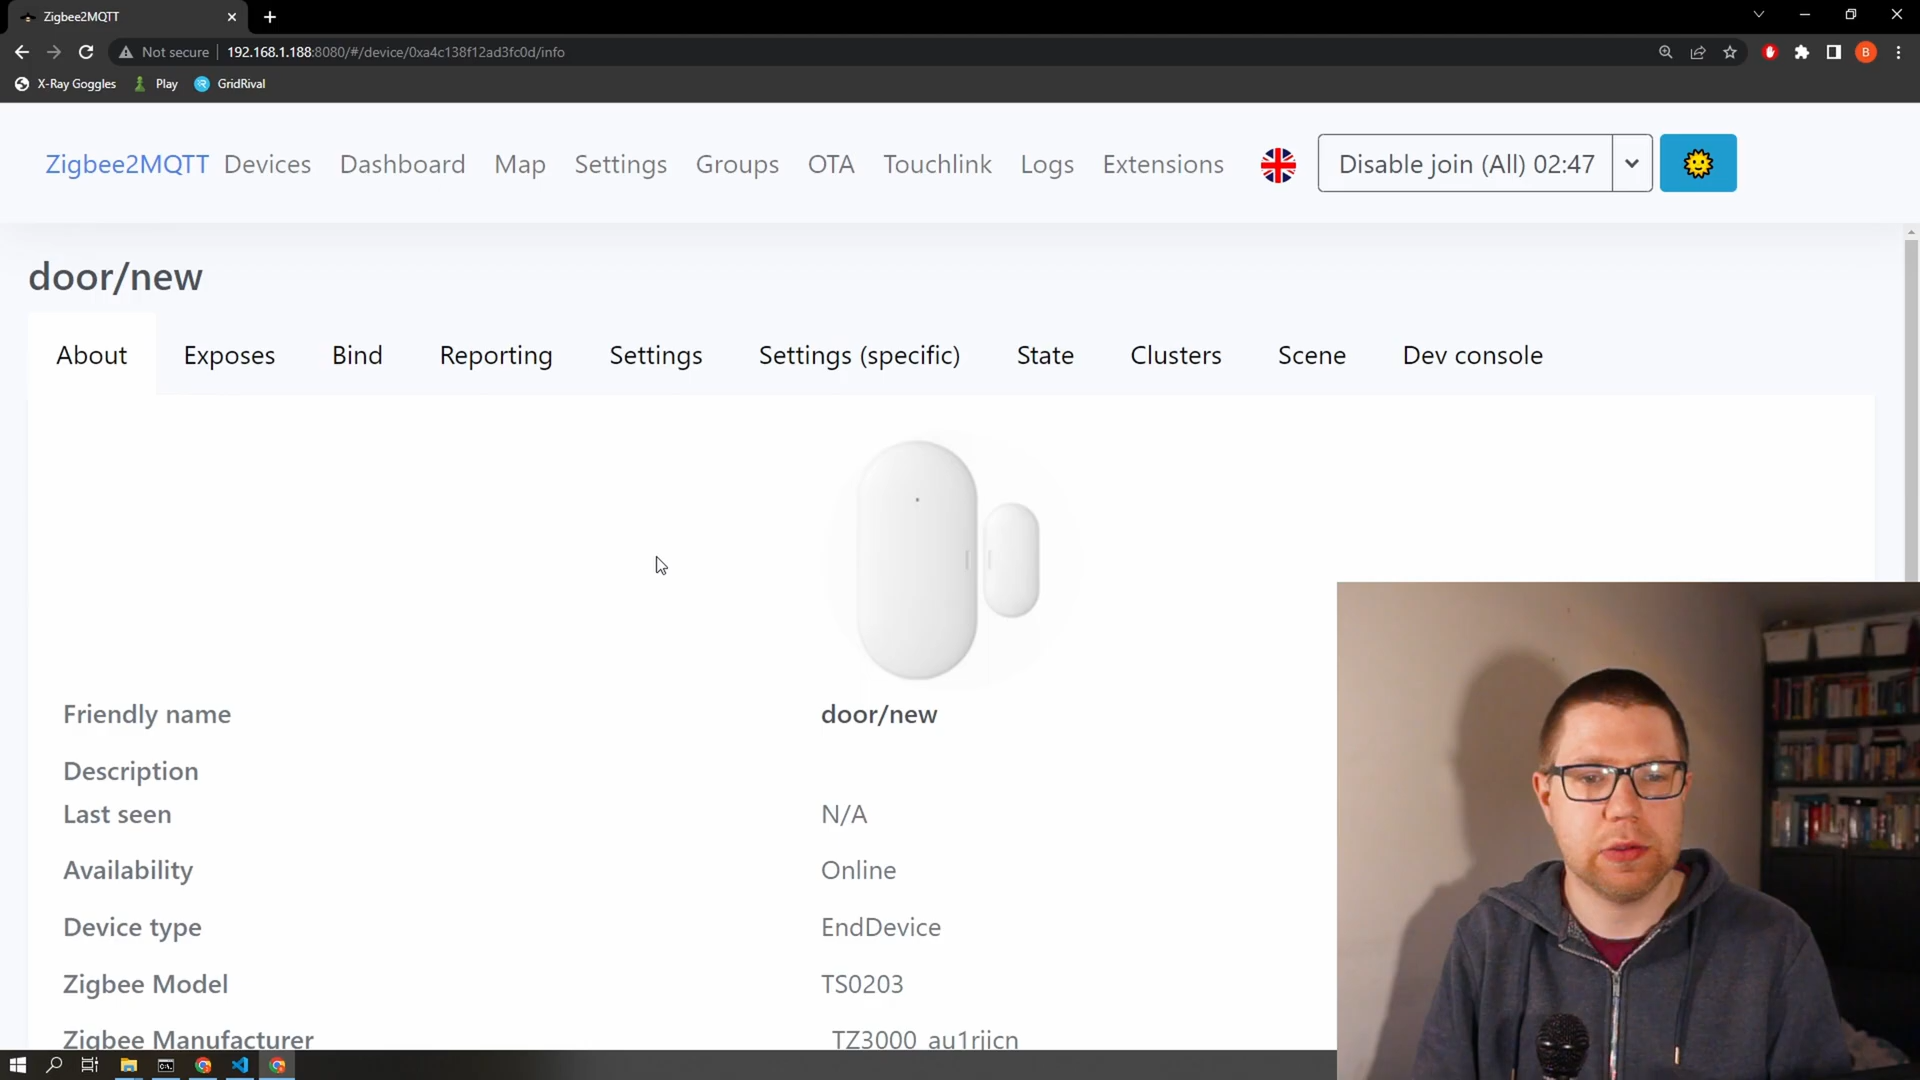 Zigbee2MQTT
Not secure 192.168.1.188:8080/#/device/0xa4c138f12ad3fc0d/info
B
X-Ray Goggles Play GridRival
Zigbee2MQTT Devices Dashboard Map Settings Groups OTA Touchlink Logs Extensions Disable join (All) 02:47
door/new
About Exposes Bind Reporting Settings Settings (specific) State Clusters Scene Dev console
Friendly name door/new
Description
Last seen N/A
Availability Online
Device type EndDevice
Zigbee Model TS0203
Zigbee Manufacturer _TZ3000_au1rjicn